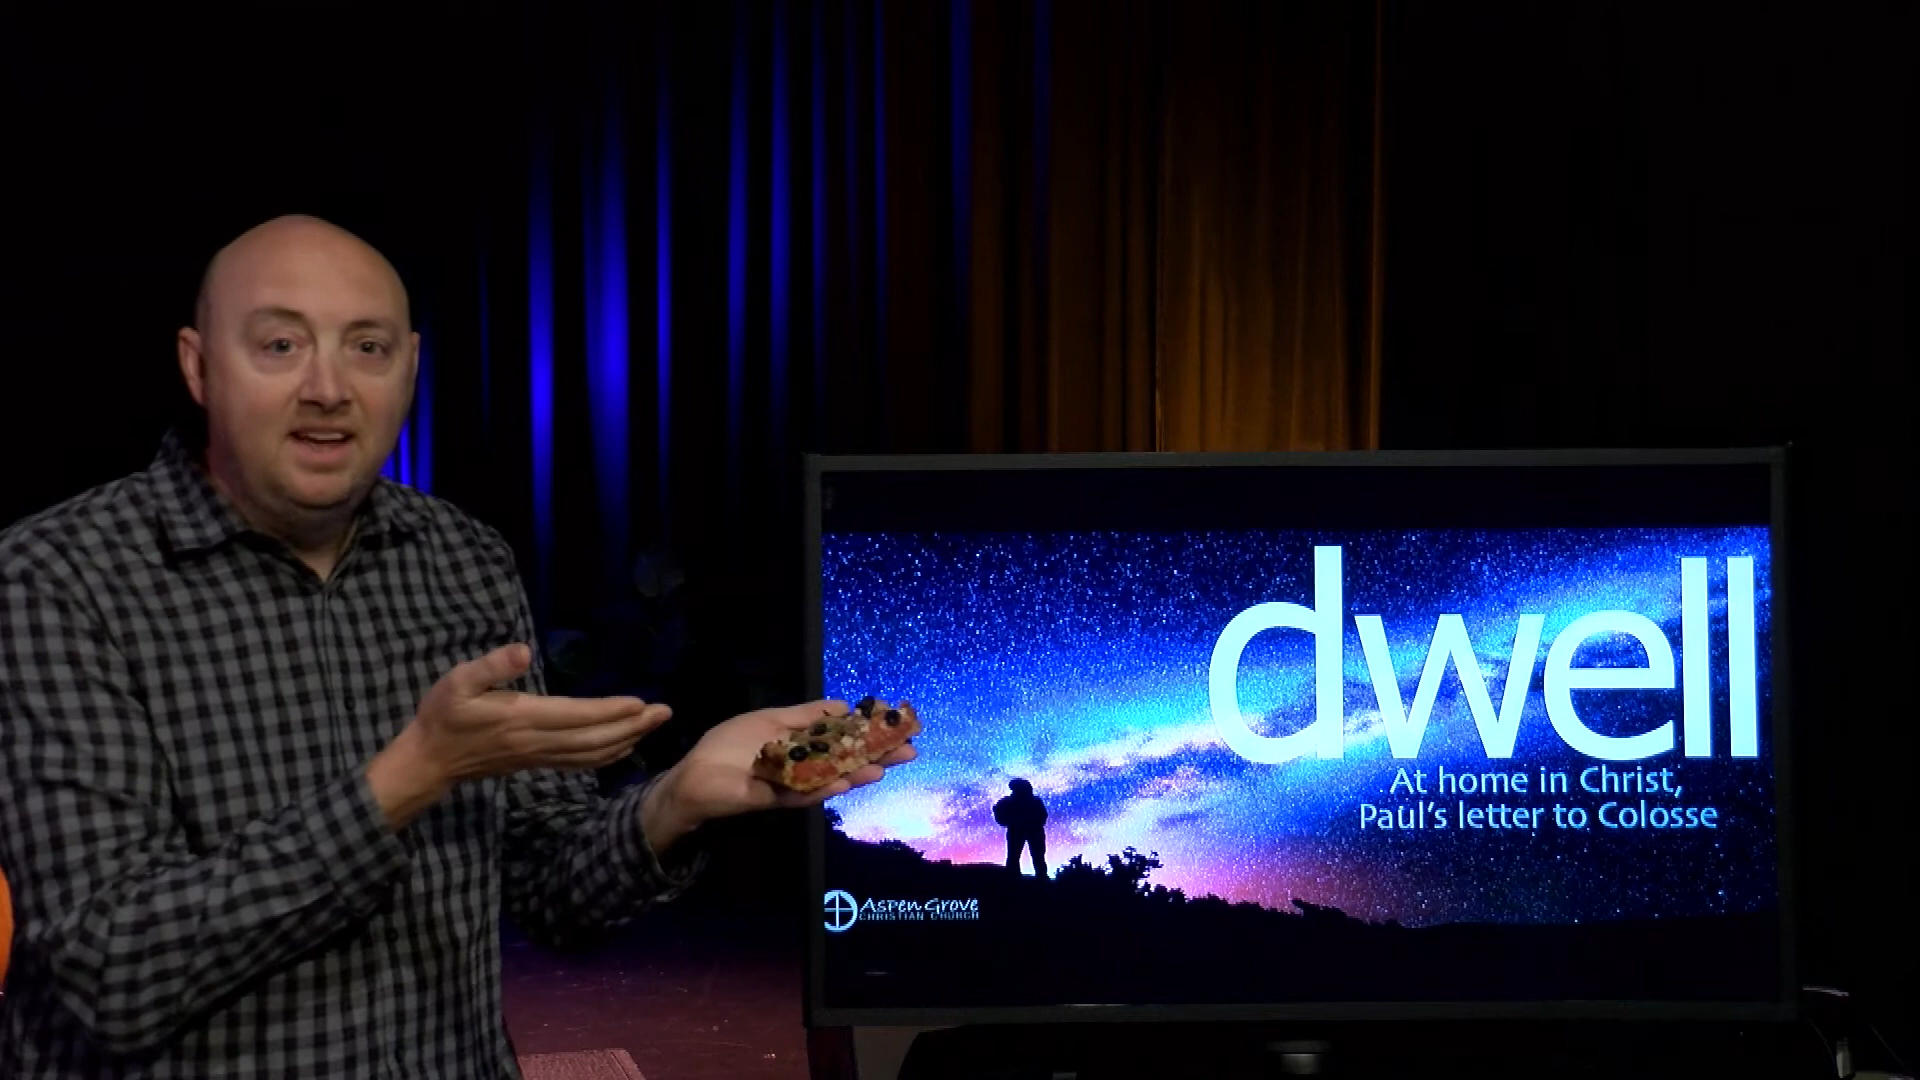 dwell
At home in Christ,
Paul's letter to Colosse
Aspen Grove
CHRISTIAN CHURCH